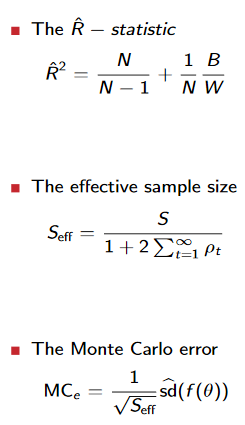 ■ The R̂ – statistic
R̂² = N / (N − 1) + (1 / N) (B / W)
■ The effective sample size
S_eff = S / (1 + 2 ∑_{t=1}^{∞} ρ_t)
■ The Monte Carlo error
MC_e = (1 / √S_eff) sd̂(f(θ))